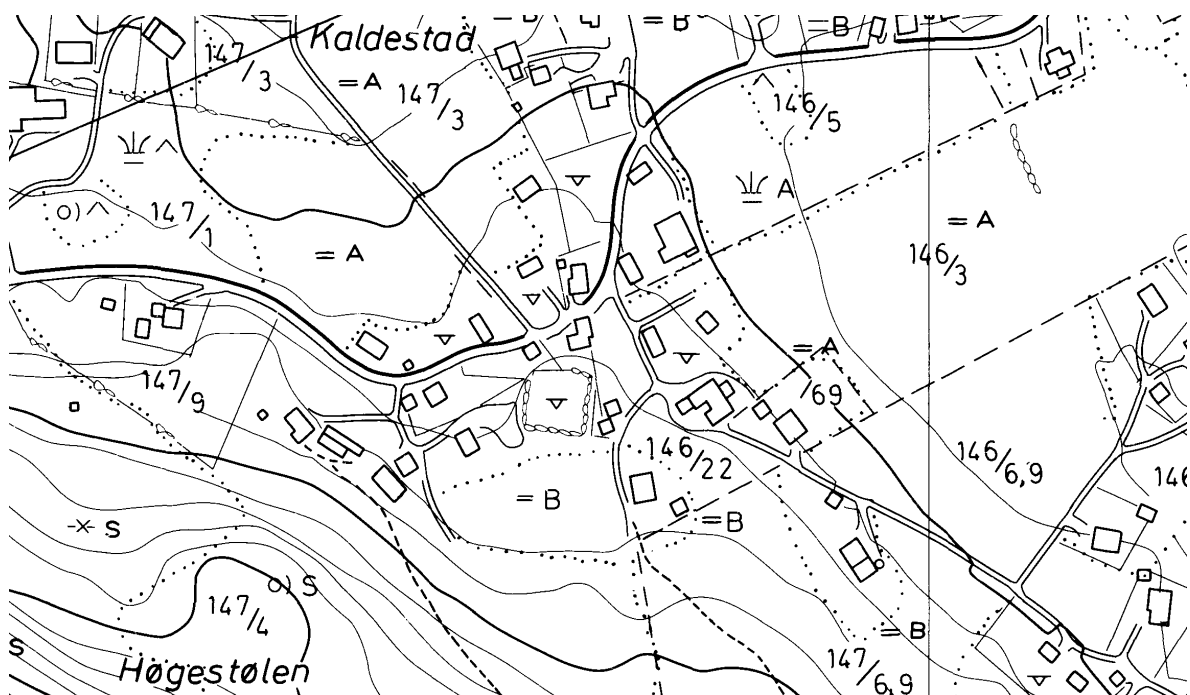 = B
= B
= B
Kaldestad
147/3
= A
147/3
146/5
A
147/1
= A
= A
146/3
= A
/69
147/9
146/22
146/6,9
146
= B
= B
S
S
147/4
= B
S
Høgestølen
147/6,9